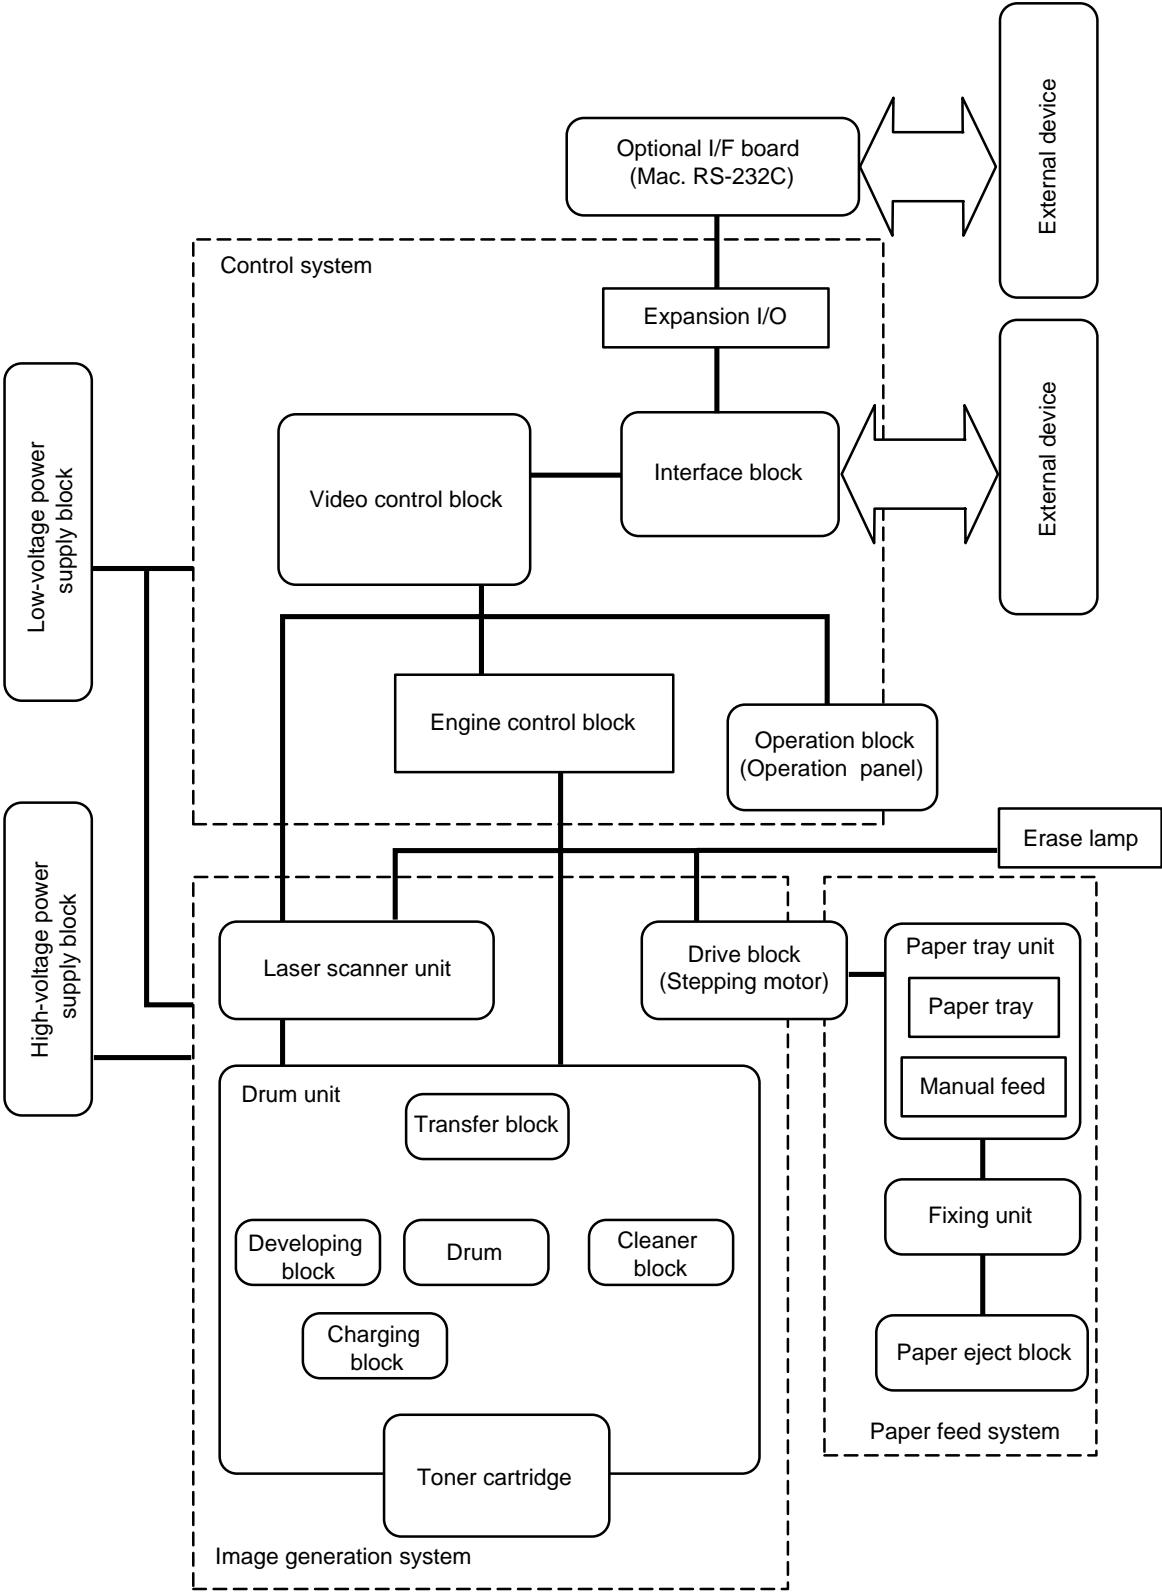 External device
Optional I/F board
(Mac. RS-232C)
Control system
Expansion I/O
External device
Low-voltage power
supply block
Video control block
Interface block
Engine control block
Operation block
(Operation panel)
Erase lamp
High-voltage power
supply block
Laser scanner unit
Drive block
(Stepping motor)
Paper tray unit
Paper tray
Manual feed
Drum unit
Transfer block
Fixing unit
Developing
block
Drum
Cleaner
block
Charging
block
Paper eject block
Paper feed system
Toner cartridge
Image generation system